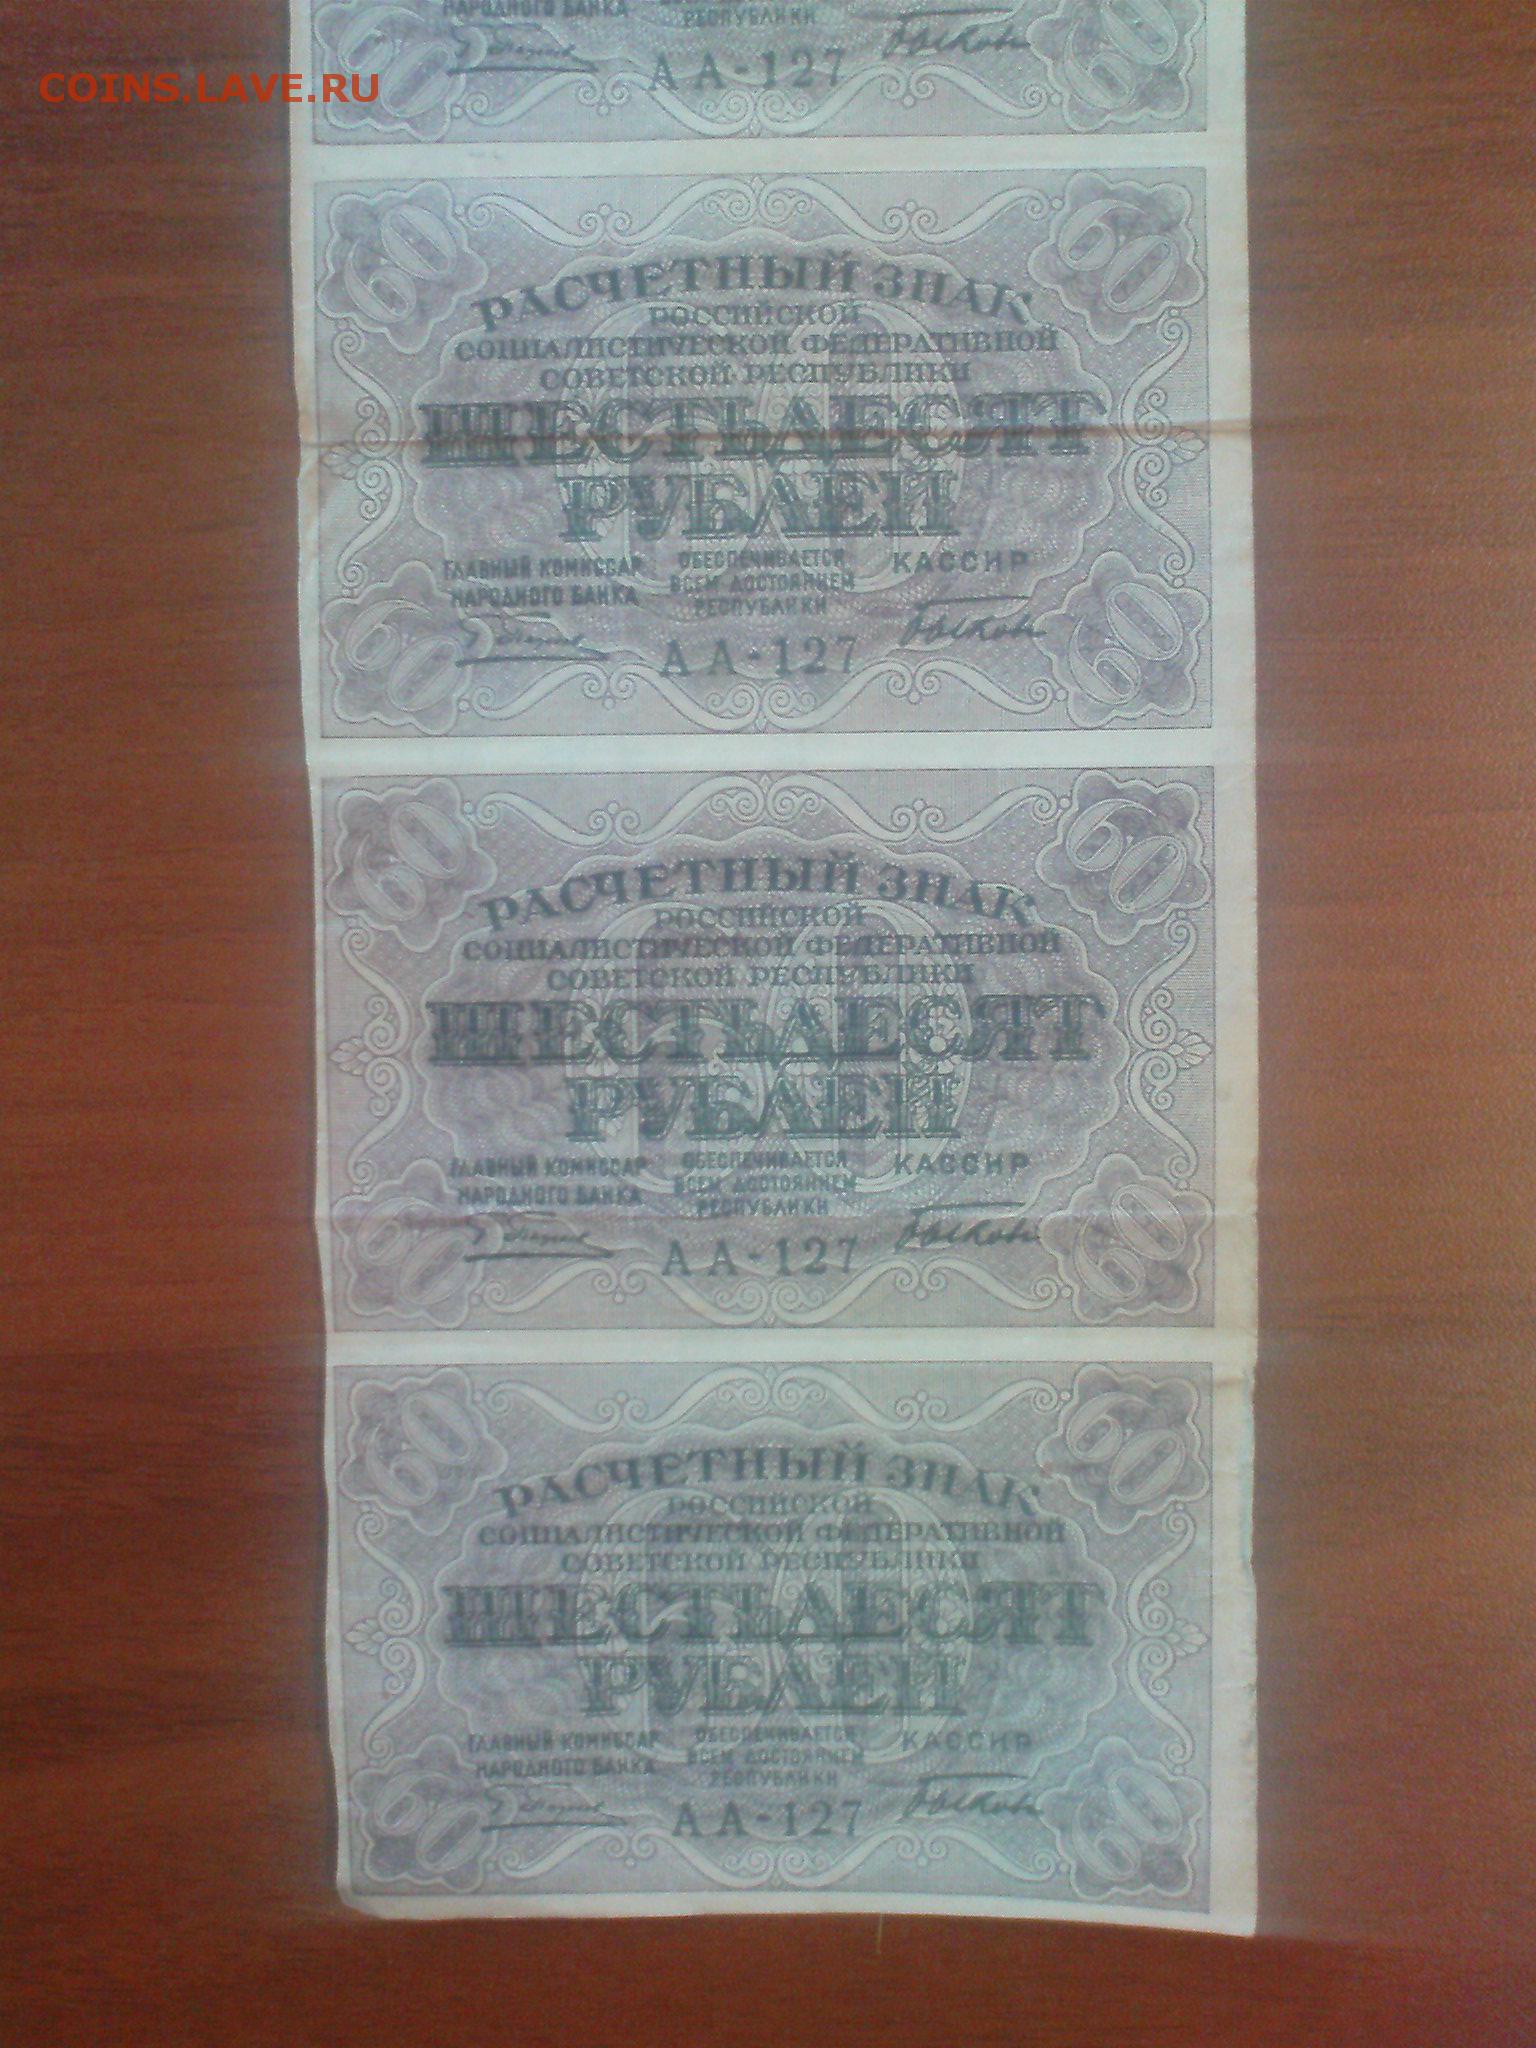 НАРОДНОГО БАНКА РЕСПУБЛИКИ
АА-127
COINS.LAVE.RU
60 60
РАСЧЕТНЫЙ ЗНАК
РОССИЙСКОЙ
СОЦИАЛИСТИЧЕСКОЙ ФЕДЕРАТИВНОЙ
СОВЕТСКОЙ РЕСПУБЛИКИ
ШЕСТЬДЕСЯТ
РУБЛЕЙ
ГЛАВНЫЙ КОМИССАР ОБЕСПЕЧИВАЕТСЯ КАССИР
НАРОДНОГО БАНКА ВСЕМ ДОСТОЯНИЕМ
РЕСПУБЛИКИ
60 АА-127 60
60 60
РАСЧЕТНЫЙ ЗНАК
РОССИЙСКОЙ
СОЦИАЛИСТИЧЕСКОЙ ФЕДЕРАТИВНОЙ
СОВЕТСКОЙ РЕСПУБЛИКИ
ШЕСТЬДЕСЯТ
РУБЛЕЙ
ГЛАВНЫЙ КОМИССАР ОБЕСПЕЧИВАЕТСЯ КАССИР
НАРОДНОГО БАНКА ВСЕМ ДОСТОЯНИЕМ
РЕСПУБЛИКИ
60 АА-127 60
60 60
РАСЧЕТНЫЙ ЗНАК
РОССИЙСКОЙ
СОЦИАЛИСТИЧЕСКОЙ ФЕДЕРАТИВНОЙ
СОВЕТСКОЙ РЕСПУБЛИКИ
ШЕСТЬДЕСЯТ
РУБЛЕЙ
ГЛАВНЫЙ КОМИССАР ОБЕСПЕЧИВАЕТСЯ КАССИР
НАРОДНОГО БАНКА ВСЕМ ДОСТОЯНИЕМ
РЕСПУБЛИКИ
60 АА-127 60